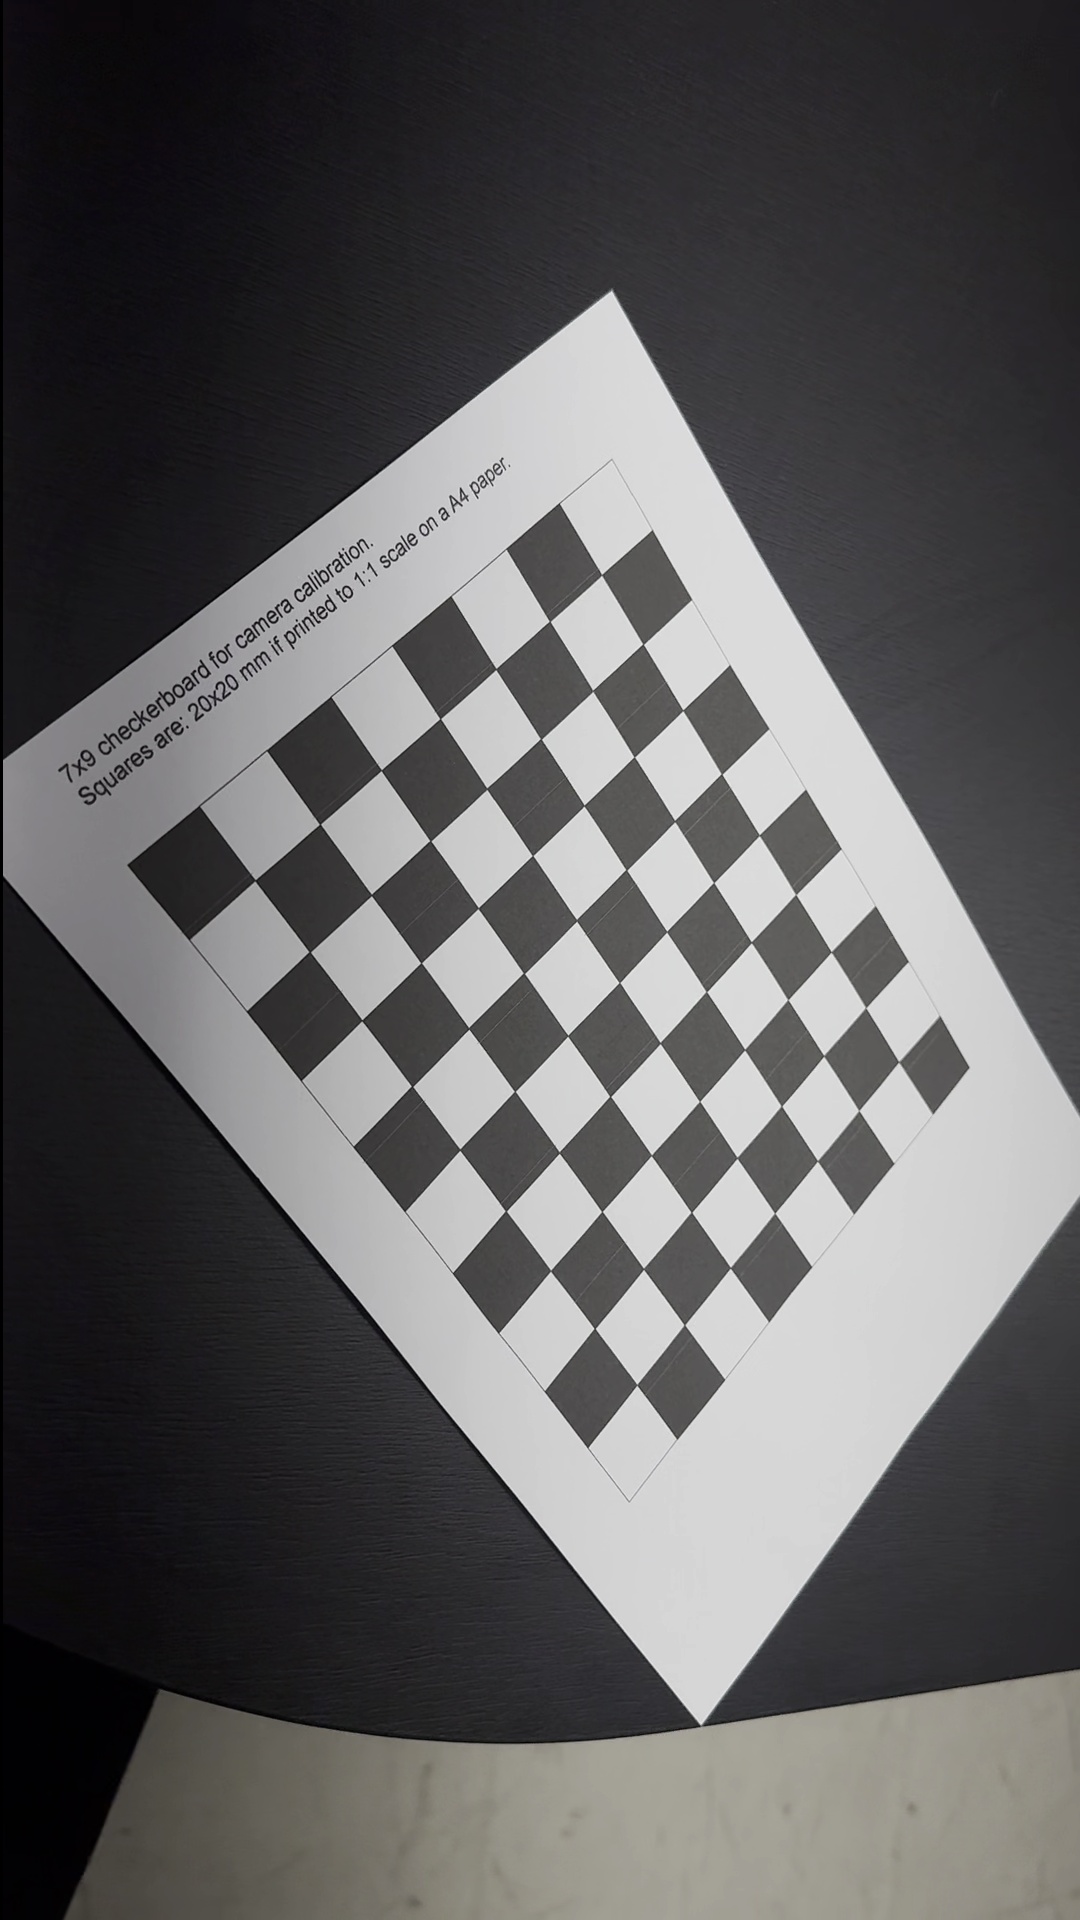 7x9 checkerboard for camera calibration.
Squares are: 20x20 mm if printed to 1:1 scale on a A4 paper.